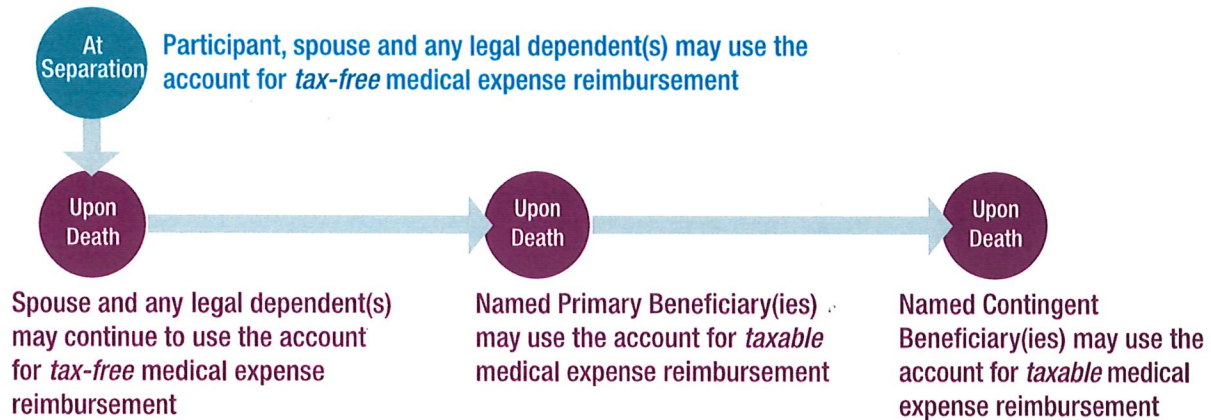 At
Separation
Participant, spouse and any legal dependent(s) may use the
account for tax-free medical expense reimbursement
Upon
Death
Upon
Death
Upon
Death
Spouse and any legal dependent(s)
may continue to use the account
for tax-free medical expense
reimbursement
Named Primary Beneficiary(ies)
may use the account for taxable
medical expense reimbursement
Named Contingent
Beneficiary(ies) may use the
account for taxable medical
expense reimbursement